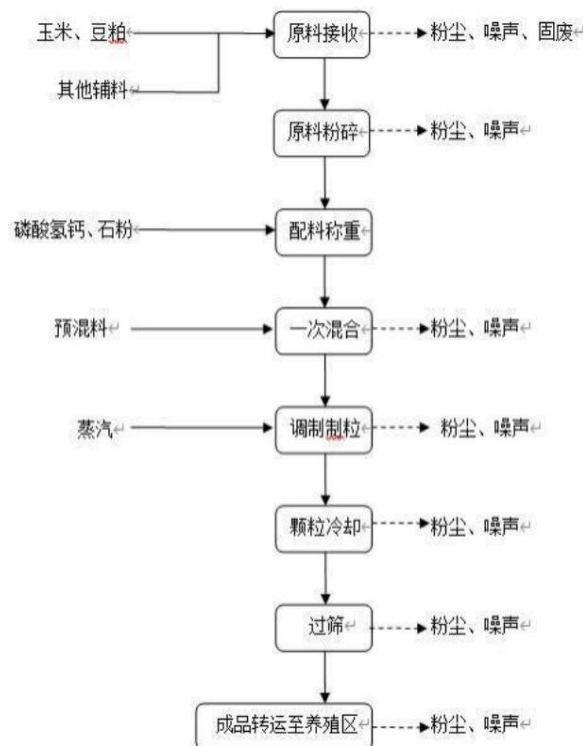 玉米、豆粕 原料接收 粉尘、噪声、固废
其他辅料
原料粉碎 粉尘、噪声
磷酸氢钙、石粉 配料称重
预混料 一次混合 粉尘、噪声
蒸汽 调制制粒 粉尘、噪声
颗粒冷却 粉尘、噪声
过筛 粉尘、噪声
成品转运至养殖区 粉尘、噪声